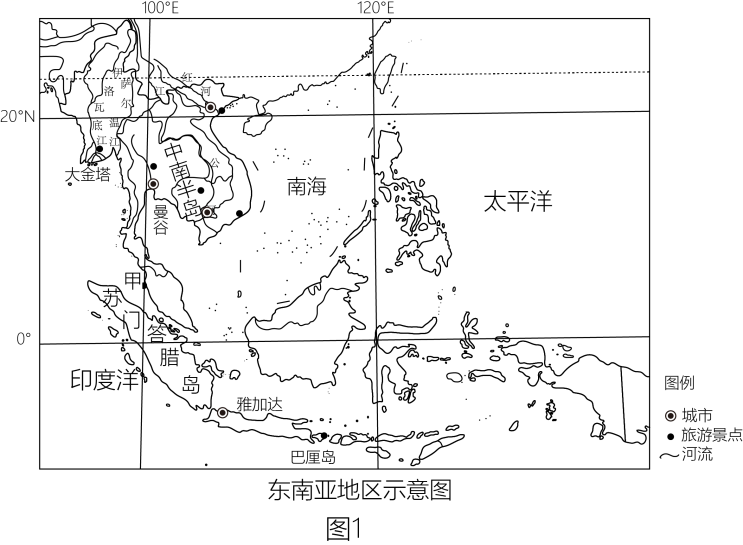 100°E 120°E
20°N
0°
伊洛瓦底江
萨尔温江
江
红河
公
大金塔
中南半岛
曼谷
南海
太平洋
甲
苏门答腊岛
印度洋
雅加达
巴厘岛
图例
城市
旅游景点
河流
东南亚地区示意图
图1